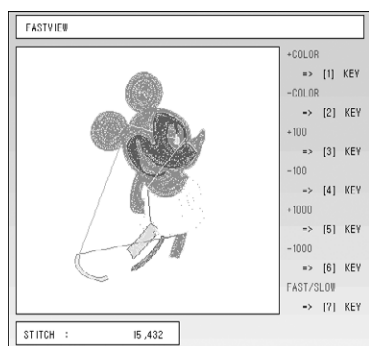 FASTVIEW
+COLOR
=> [1] KEY
-COLOR
=> [2] KEY
+100
=> [3] KEY
-100
=> [4] KEY
+1000
=> [5] KEY
-1000
=> [6] KEY
FAST/SLOW
=> [7] KEY
STITCH : 15,432